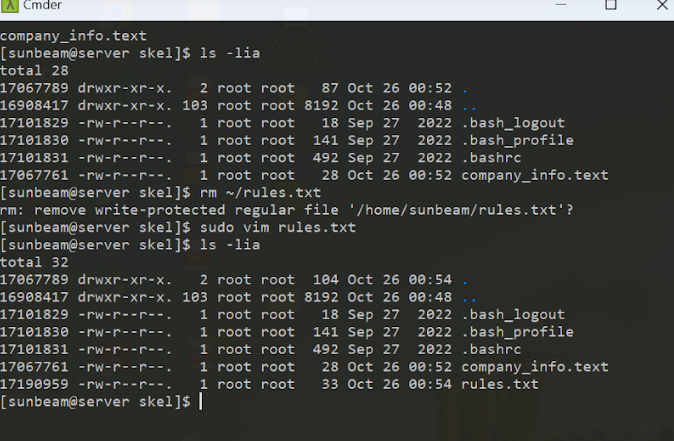 λ Cmder
company_info.text
[sunbeam@server skel]$ ls -lia
total 28
17067789 drwxr-xr-x.   2 root root   87 Oct 26 00:52 .
16908417 drwxr-xr-x. 103 root root 8192 Oct 26 00:48 ..
17101829 -rw-r--r--.   1 root root   18 Sep 27  2022 .bash_logout
17101830 -rw-r--r--.   1 root root  141 Sep 27  2022 .bash_profile
17101831 -rw-r--r--.   1 root root  492 Sep 27  2022 .bashrc
17067761 -rw-r--r--.   1 root root   28 Oct 26 00:52 company_info.text
[sunbeam@server skel]$ rm ~/rules.txt
rm: remove write-protected regular file '/home/sunbeam/rules.txt'?
[sunbeam@server skel]$ sudo vim rules.txt
[sunbeam@server skel]$ ls -lia
total 32
17067789 drwxr-xr-x.   2 root root  104 Oct 26 00:54 .
16908417 drwxr-xr-x. 103 root root 8192 Oct 26 00:48 ..
17101829 -rw-r--r--.   1 root root   18 Sep 27  2022 .bash_logout
17101830 -rw-r--r--.   1 root root  141 Sep 27  2022 .bash_profile
17101831 -rw-r--r--.   1 root root  492 Sep 27  2022 .bashrc
17067761 -rw-r--r--.   1 root root   28 Oct 26 00:52 company_info.text
17190959 -rw-r--r--.   1 root root   33 Oct 26 00:54 rules.txt
[sunbeam@server skel]$